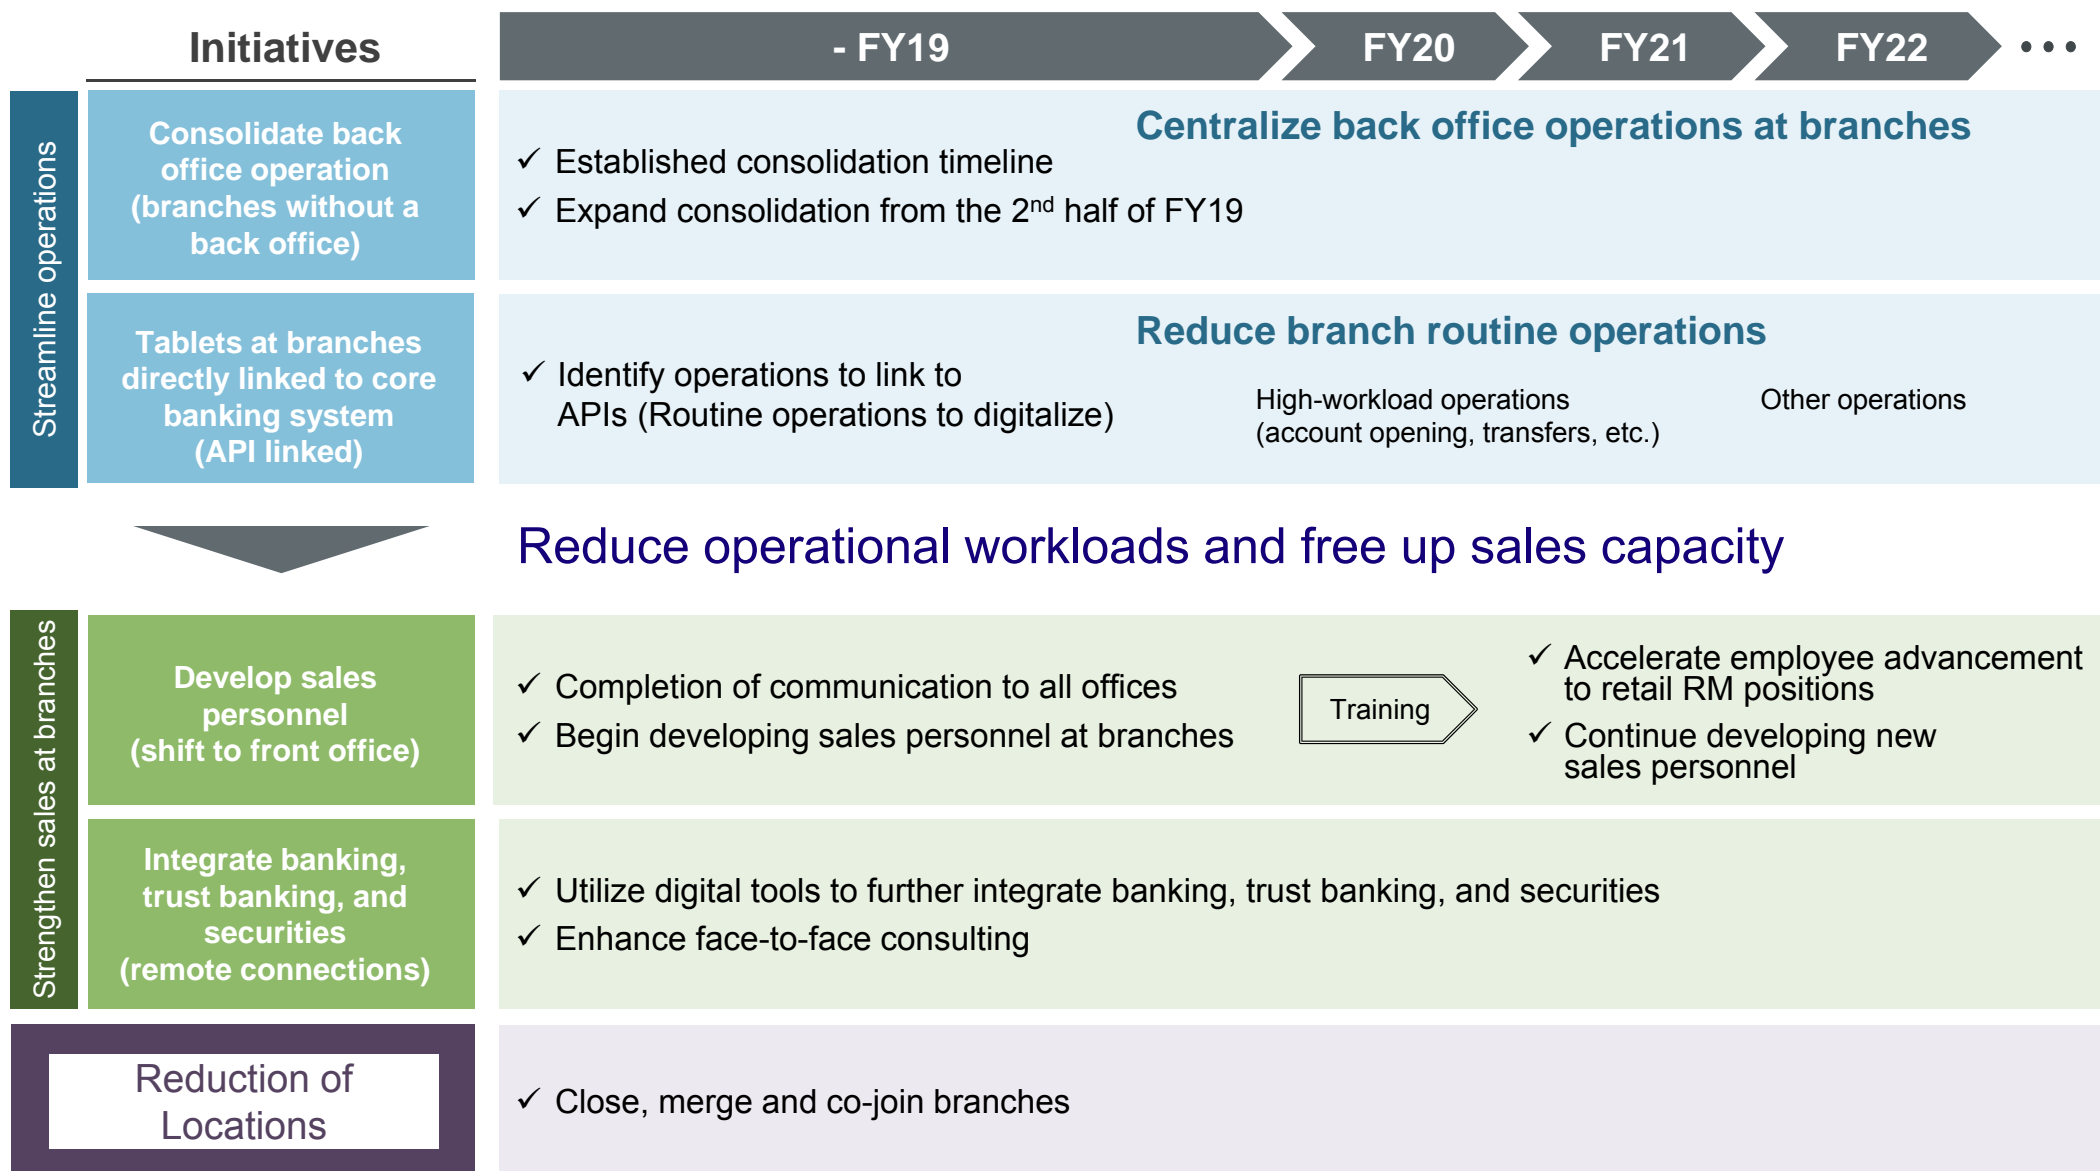 Initiatives
- FY19
FY20
FY21
FY22
•••
Streamline operations
Consolidate back
office operation
(branches without a
back office)
Centralize back office operations at branches
✓ Established consolidation timeline
✓ Expand consolidation from the 2nd half of FY19
Tablets at branches
directly linked to core
banking system
(API linked)
Reduce branch routine operations
✓ Identify operations to link to
APIs (Routine operations to digitalize)
High-workload operations
(account opening, transfers, etc.)
Other operations
Reduce operational workloads and free up sales capacity
Strengthen sales at branches
Develop sales
personnel
(shift to front office)
✓ Completion of communication to all offices
✓ Begin developing sales personnel at branches
Training
✓ Accelerate employee advancement
to retail RM positions
✓ Continue developing new
sales personnel
Integrate banking,
trust banking, and
securities
(remote connections)
✓ Utilize digital tools to further integrate banking, trust banking, and securities
✓ Enhance face-to-face consulting
Reduction of
Locations
✓ Close, merge and co-join branches